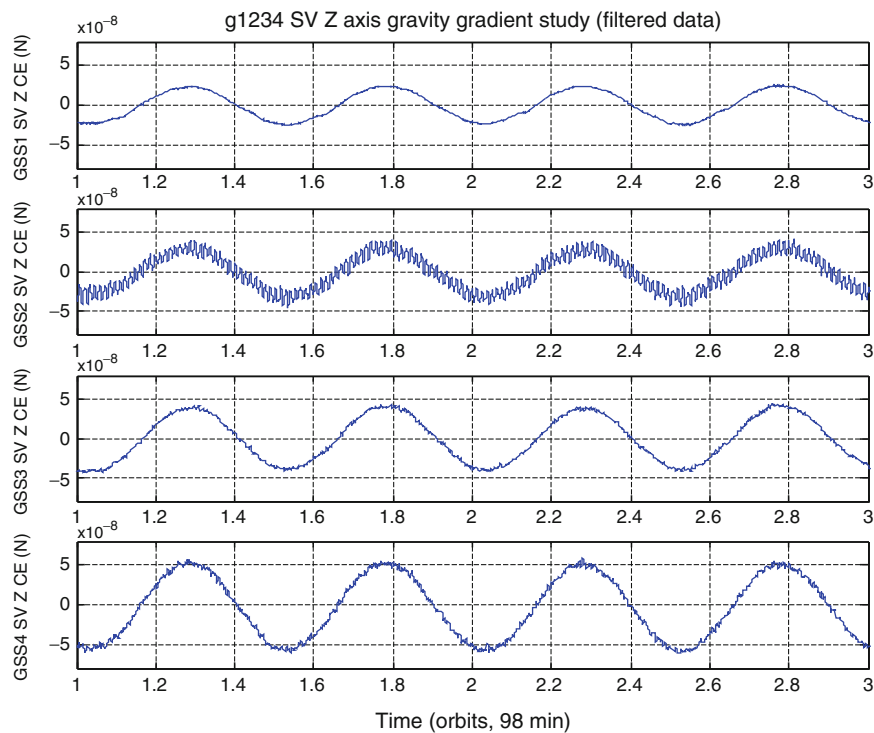 g1234 SV Z axis gravity gradient study (filtered data)
x10−8
GSS1 SV Z CE (N)
5
0
−5
1 1.2 1.4 1.6 1.8 2 2.2 2.4 2.6 2.8 3
x10−8
GSS2 SV Z CE (N)
5
0
−5
1 1.2 1.4 1.6 1.8 2 2.2 2.4 2.6 2.8 3
x10−8
GSS3 SV Z CE (N)
5
0
−5
1 1.2 1.4 1.6 1.8 2 2.2 2.4 2.6 2.8 3
x10−8
GSS4 SV Z CE (N)
5
0
−5
1 1.2 1.4 1.6 1.8 2 2.2 2.4 2.6 2.8 3
Time (orbits, 98 min)